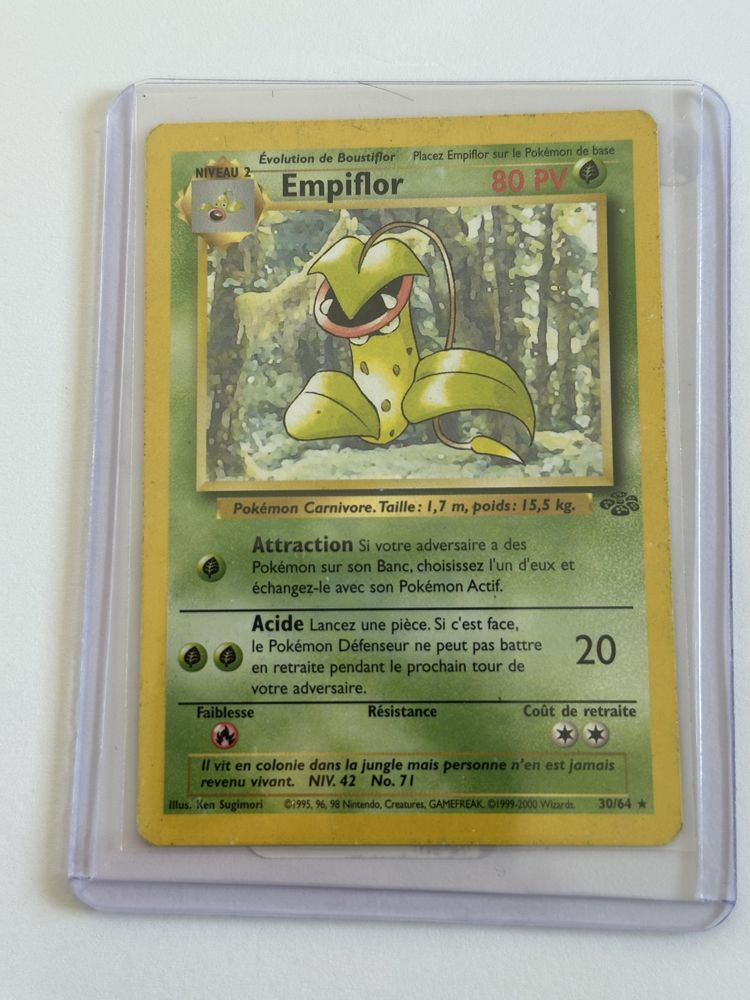 Évolution de Boustiflor Placez Empiflor sur le Pokémon de base
NIVEAU 2
Empiflor 80 PV
Pokémon Carnivore. Taille : 1,7 m, poids : 15,5 kg.
Attraction Si votre adversaire a des
Pokémon sur son Banc, choisissez l'un d'eux et
échangez-le avec son Pokémon Actif.
Acide Lancez une pièce. Si c'est face,
le Pokémon Défenseur ne peut pas battre
en retraite pendant le prochain tour de
votre adversaire.
20
Faiblesse Résistance Coût de retraite
Il vit en colonie dans la jungle mais personne n'en est jamais
revenu vivant. NIV. 42 No. 71
Illus. Ken Sugimori ©1995, 96, 98 Nintendo, Creatures, GAMEFREAK. ©1999-2000 Wizards. 30/64 ★